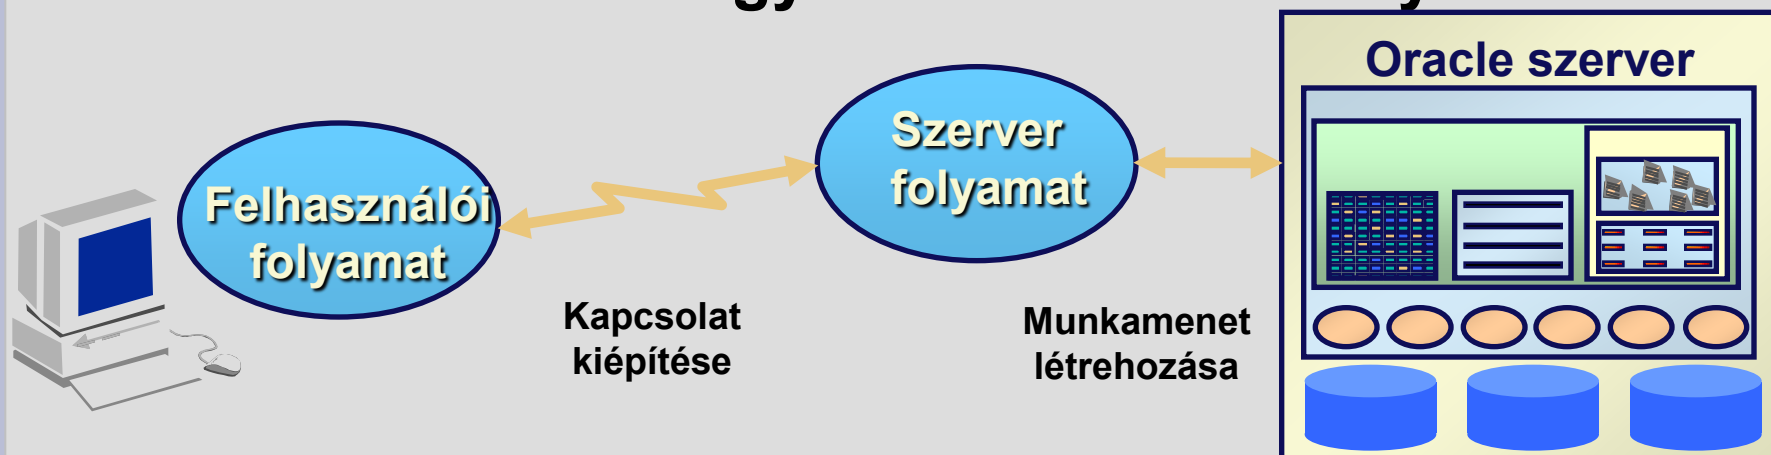 Felhasználói
folyamat
Kapcsolat
kiépítése
Szerver
folyamat
Munkamenet
létrehozása
Oracle szerver